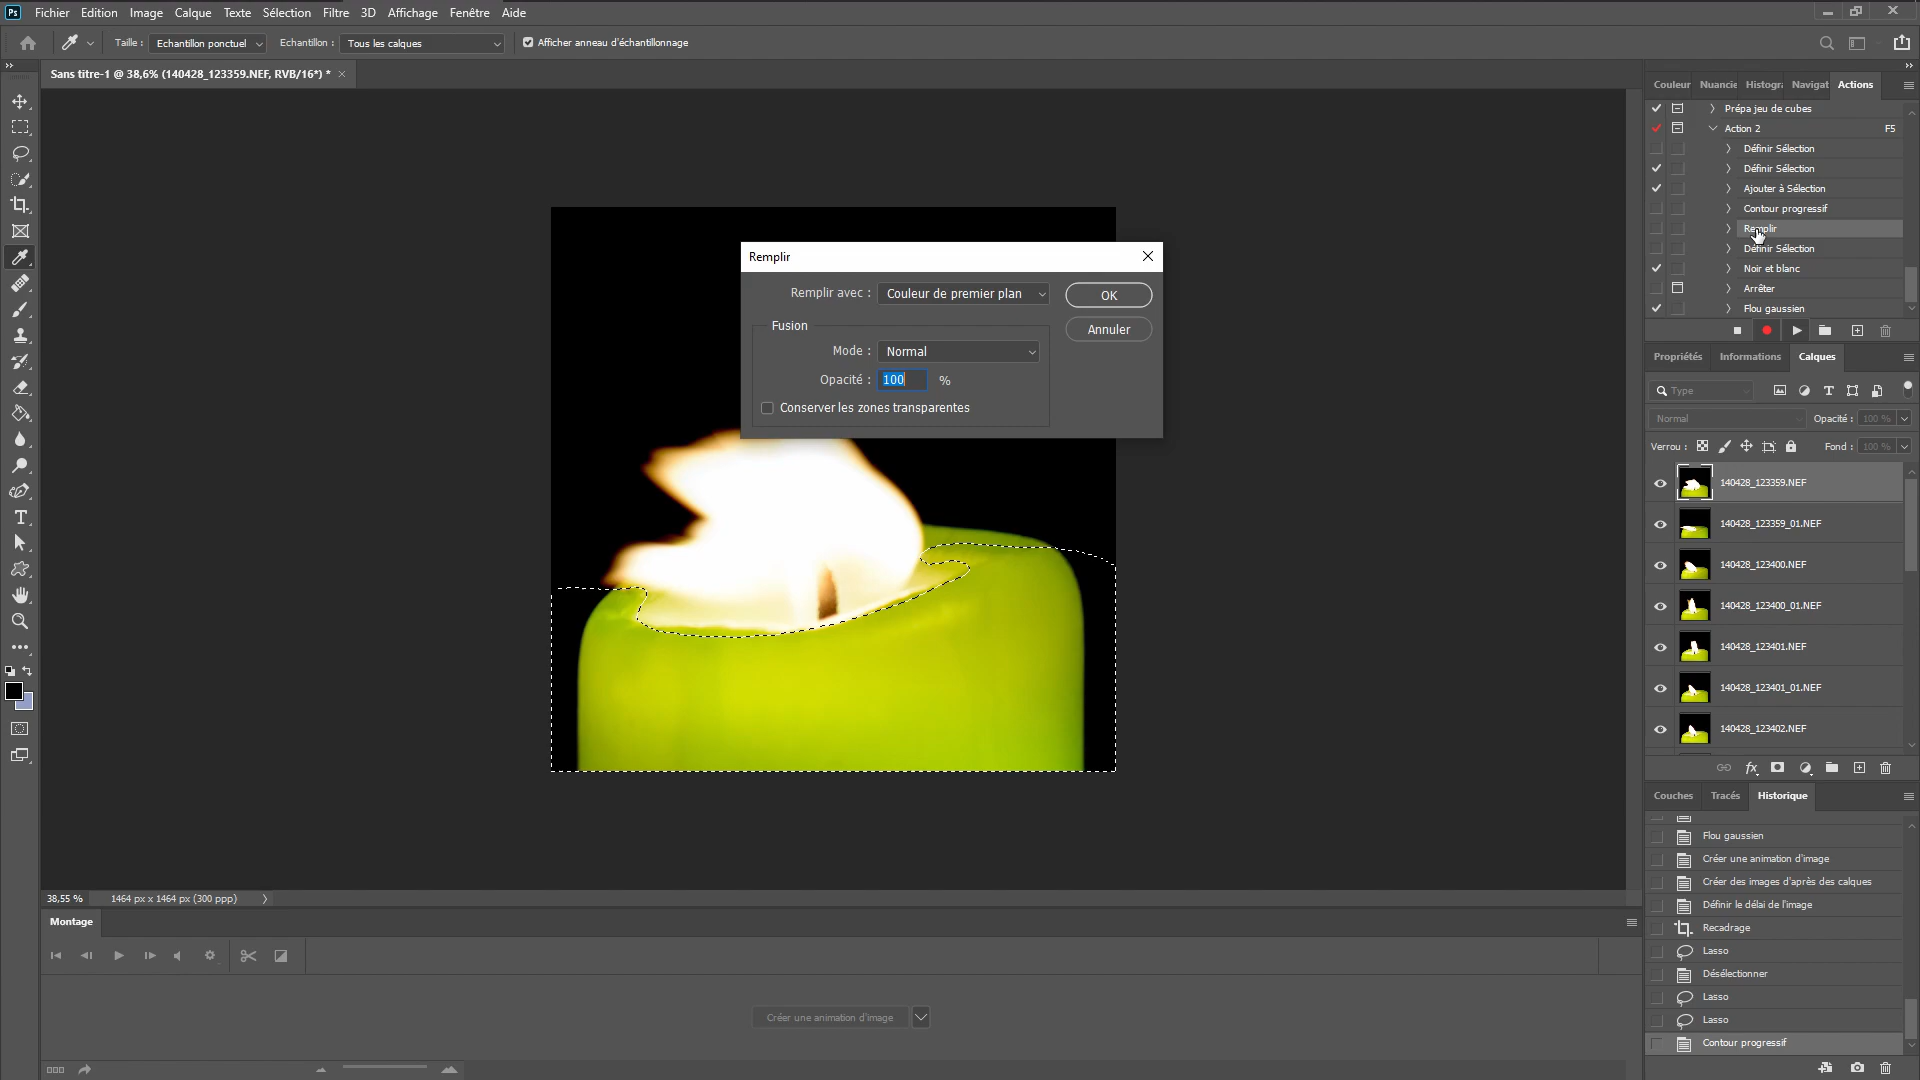 Ps Fichier Edition Image Calque Texte Sélection Filtre 3D Affichage Fenêtre Aide
Taille : Echantillon ponctuel Echantillon : Tous les calques Afficher anneau d'échantillonnage
Sans titre-1 @ 38,6% (140428_123359.NEF, RVB/16*) *
Couleur Nuancie Histogra Navigat Actions
Prépa jeu de cubes
Action 2 F5
Définir Sélection
Définir Sélection
Ajouter à Sélection
Contour progressif
Remplir
Définir Sélection
Noir et blanc
Arrêter
Flou gaussien
Remplir
Remplir avec : Couleur de premier plan OK
Fusion
Annuler
Mode : Normal
Opacité : 100 %
Conserver les zones transparentes
Propriétés Informations Calques
Type
Normal Opacité : 100 %
Verrou : Fond : 100 %
140428_123359.NEF
140428_123359_01.NEF
140428_123400.NEF
140428_123400_01.NEF
140428_123401.NEF
140428_123401_01.NEF
140428_123402.NEF
fx
Couches Tracés Historique
Flou gaussien
Créer une animation d'image
Créer des images d'après des calques
Définir le délai de l'image
Recadrage
Lasso
Désélectionner
Lasso
Lasso
Contour progressif
38,55 % 1464 px x 1464 px (300 ppp)
Montage
Créer une animation d'image